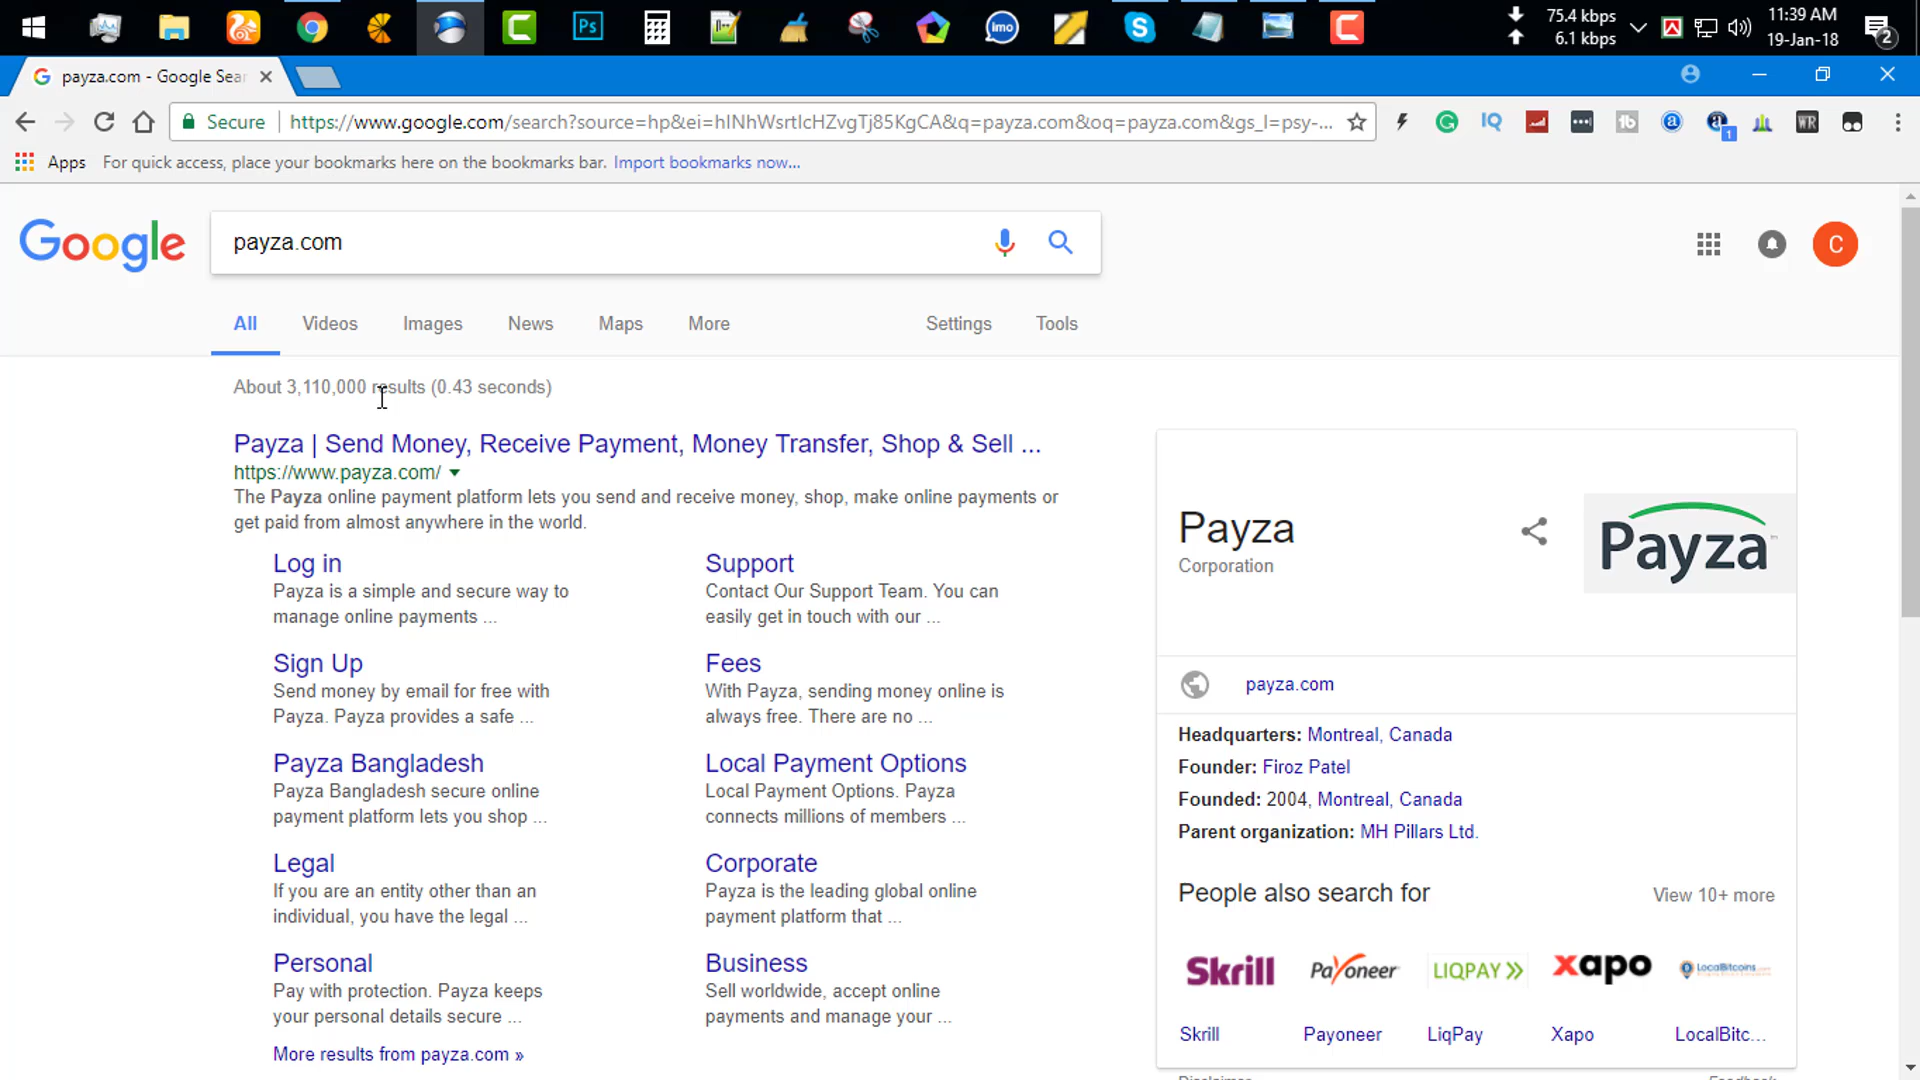 75.4 kbps
6.1 kbps
11:39 AM
19-Jan-18
2
Ps
imo
payza.com - Google Sear
Secure
https://www.google.com/search?source=hp&ei=hINhWsrtIcHZvgTj85KgCA&q=payza.com&oq=payza.com&gs_l=psy-...
IQ
1
WR
Apps
For quick access, place your bookmarks here on the bookmarks bar. Import bookmarks now...
Google
payza.com
C
All
Videos
Images
News
Maps
More
Settings
Tools
About 3,110,000 results (0.43 seconds)
Payza | Send Money, Receive Payment, Money Transfer, Shop & Sell ...
https://www.payza.com/
The Payza online payment platform lets you send and receive money, shop, make online payments or
get paid from almost anywhere in the world.
Log in
Payza is a simple and secure way to
manage online payments ...
Support
Contact Our Support Team. You can
easily get in touch with our ...
Sign Up
Send money by email for free with
Payza. Payza provides a safe ...
Fees
With Payza, sending money online is
always free. There are no ...
Payza Bangladesh
Payza Bangladesh secure online
payment platform lets you shop ...
Local Payment Options
Local Payment Options. Payza
connects millions of members ...
Legal
If you are an entity other than an
individual, you have the legal ...
Corporate
Payza is the leading global online
payment platform that ...
Personal
Pay with protection. Payza keeps
your personal details secure ...
Business
Sell worldwide, accept online
payments and manage your ...
More results from payza.com »
Payza
Corporation
Payza
payza.com
Headquarters: Montreal, Canada
Founder: Firoz Patel
Founded: 2004, Montreal, Canada
Parent organization: MH Pillars Ltd.
People also search for
View 10+ more
Skrill
Payoneer
LIQPAY
xapo
LocalBitcoins.com
Skrill
Payoneer
LiqPay
Xapo
LocalBitc...